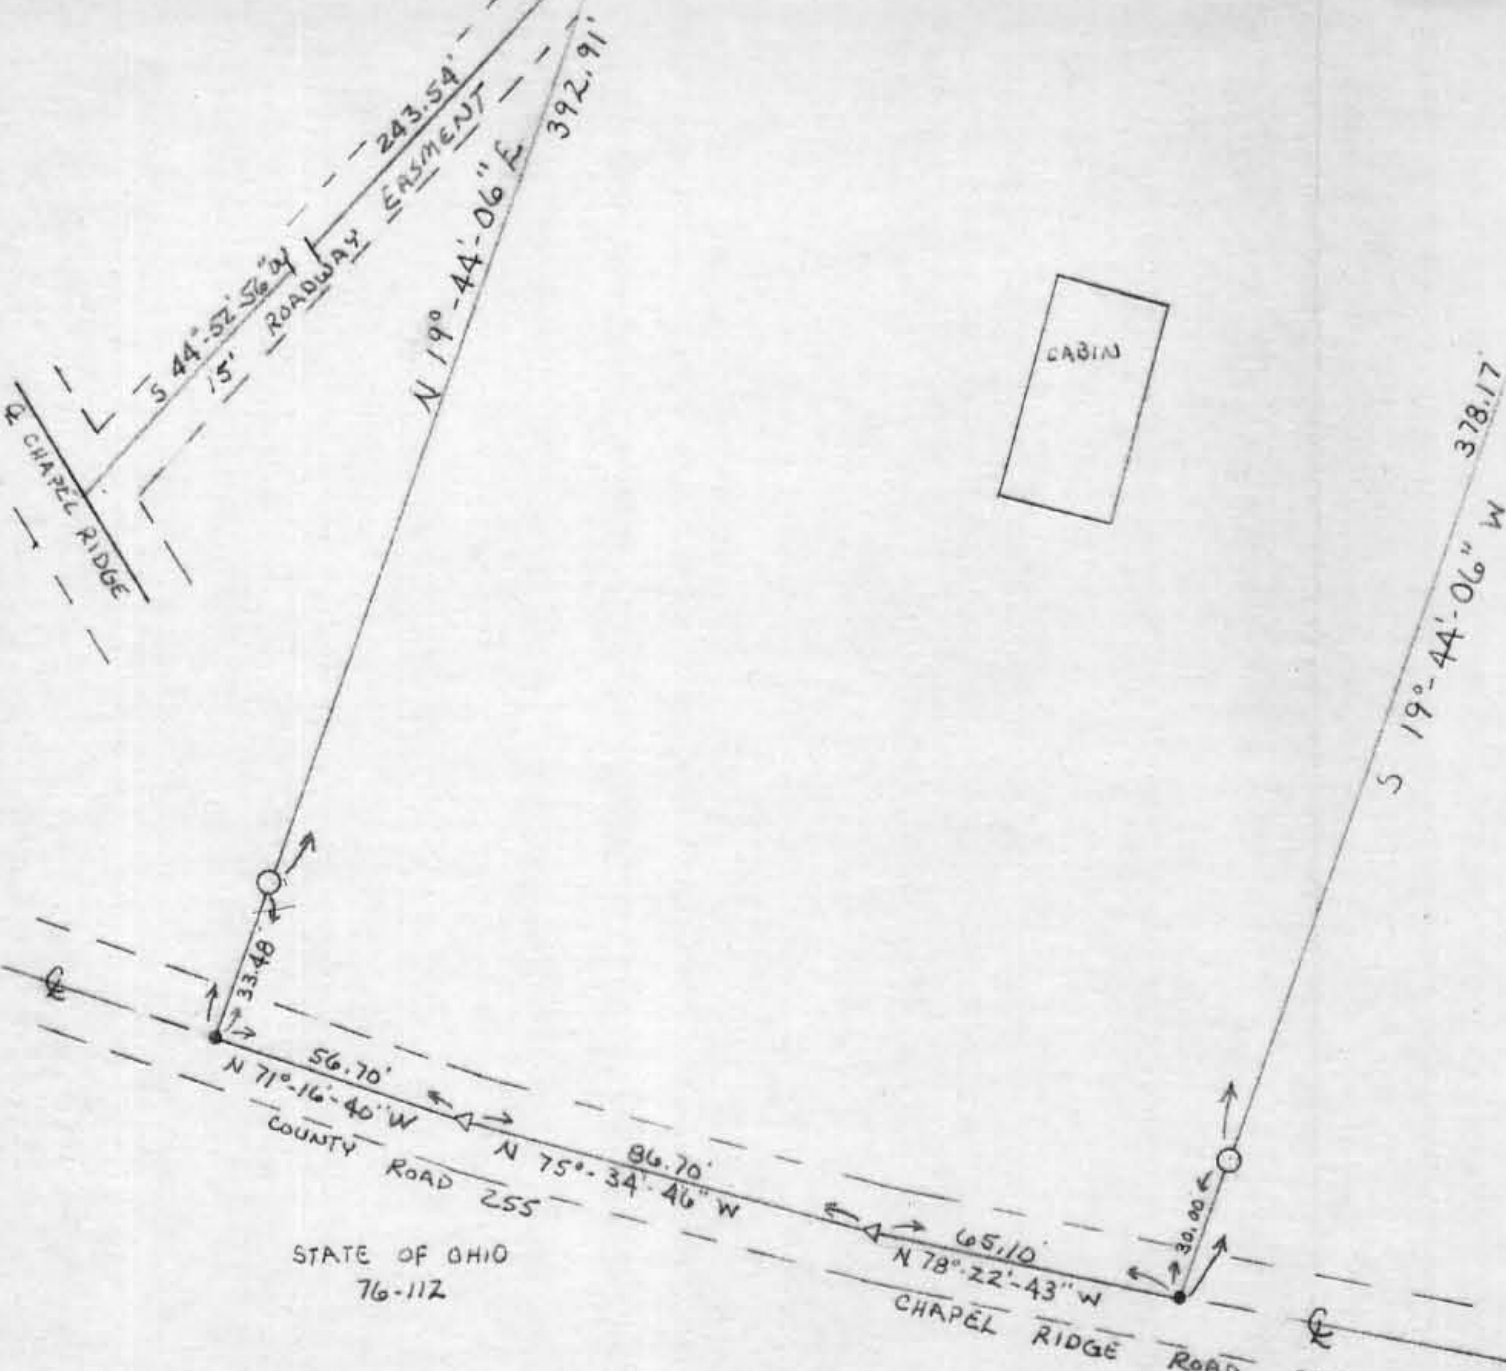 243.54'
S 44°-52'-56" W
15' ROADWAY EASMENT
℄ CHAPEL RIDGE
N 19°-44'-06" E 392.91'
CABIN
S 19°-44'-06" W 378.17'
33.48'
℄
56.70'
N 71°-16'-40" W
86.70'
N 75°-34'-46" W
65.10'
N 78°-22'-43" W
30.00'
COUNTY ROAD 255
CHAPEL RIDGE ROAD
℄
STATE OF OHIO
76-112